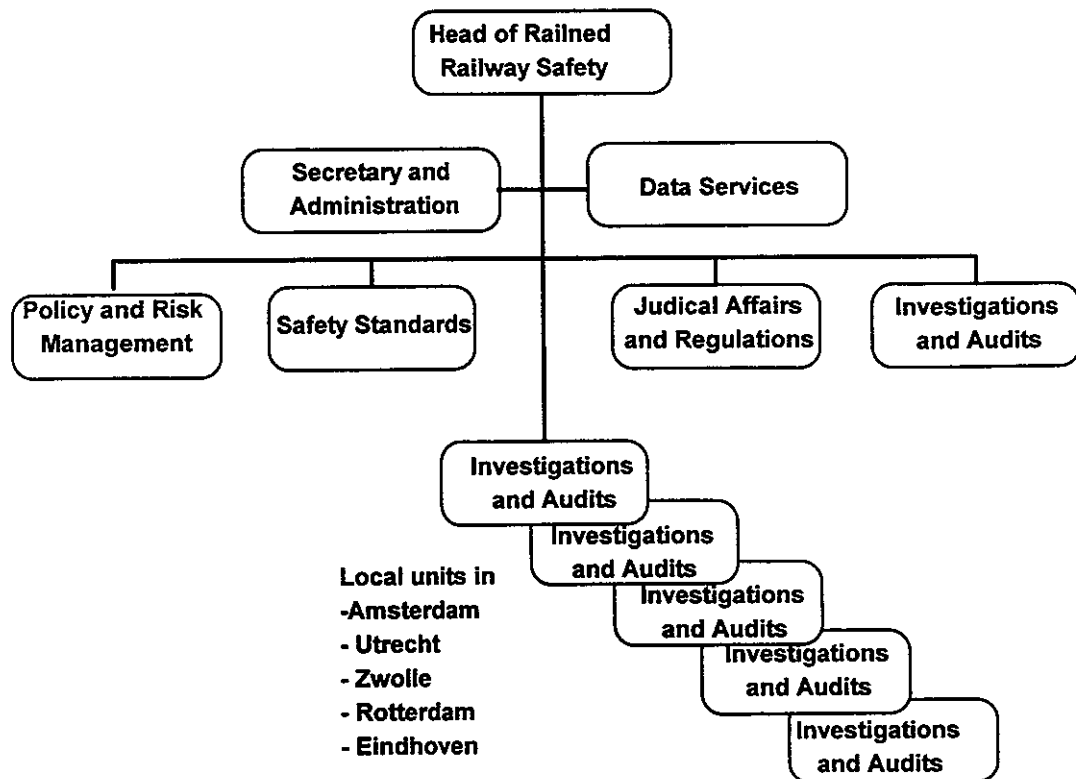 Head of Railned
Railway Safety
Secretary and
Administration
Data Services
Policy and Risk
Management
Safety Standards
Judical Affairs
and Regulations
Investigations
and Audits
Investigations
and Audits
Investigations
and Audits
Investigations
and Audits
Investigations
and Audits
Investigations
and Audits
Local units in
-Amsterdam
- Utrecht
- Zwolle
- Rotterdam
- Eindhoven